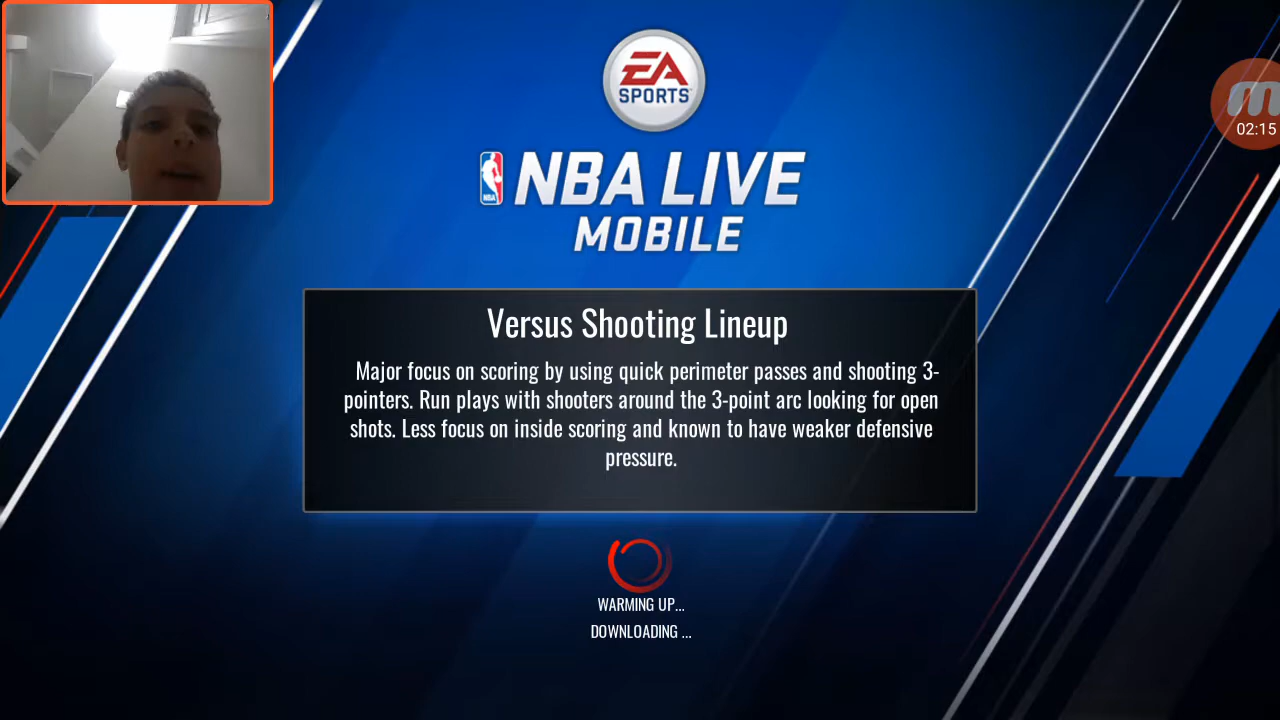 EA
SPORTS
NBA
NBA LIVE
MOBILE
02:15
Versus Shooting Lineup
Major focus on scoring by using quick perimeter passes and shooting 3-
pointers. Run plays with shooters around the 3-point arc looking for open
shots. Less focus on inside scoring and known to have weaker defensive
pressure.
WARMING UP...
DOWNLOADING ...